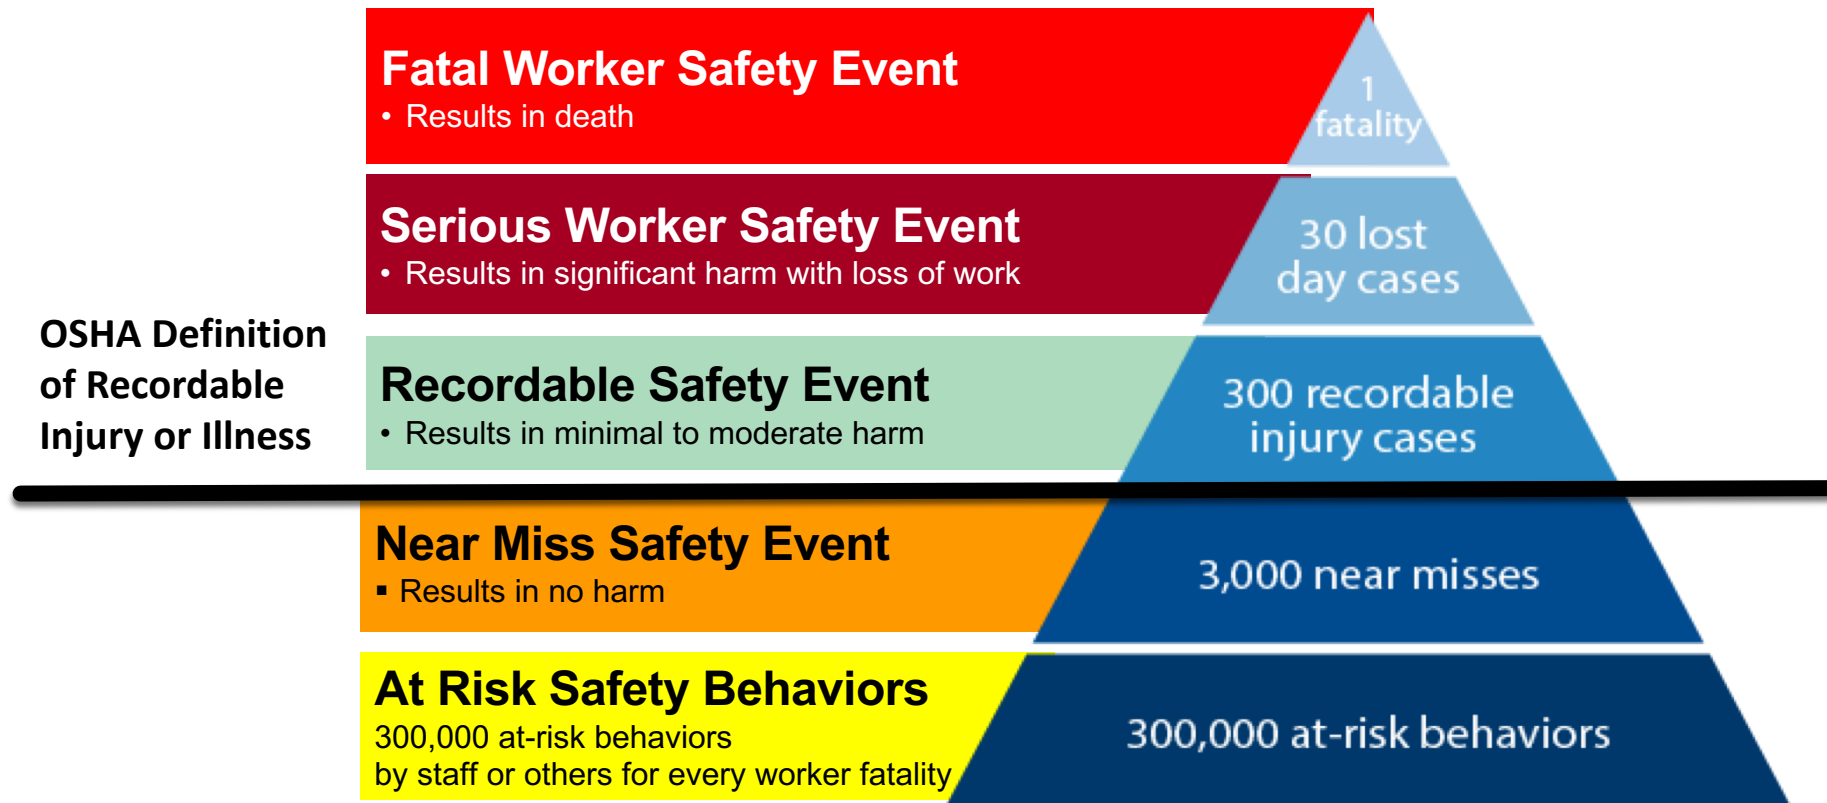 Fatal Worker Safety Event
• Results in death
1
fatality
Serious Worker Safety Event
• Results in significant harm with loss of work
30 lost
day cases
OSHA Definition
of Recordable
Injury or Illness
Recordable Safety Event
• Results in minimal to moderate harm
300 recordable
injury cases
Near Miss Safety Event
▪ Results in no harm
3,000 near misses
At Risk Safety Behaviors
300,000 at-risk behaviors
by staff or others for every worker fatality
300,000 at-risk behaviors